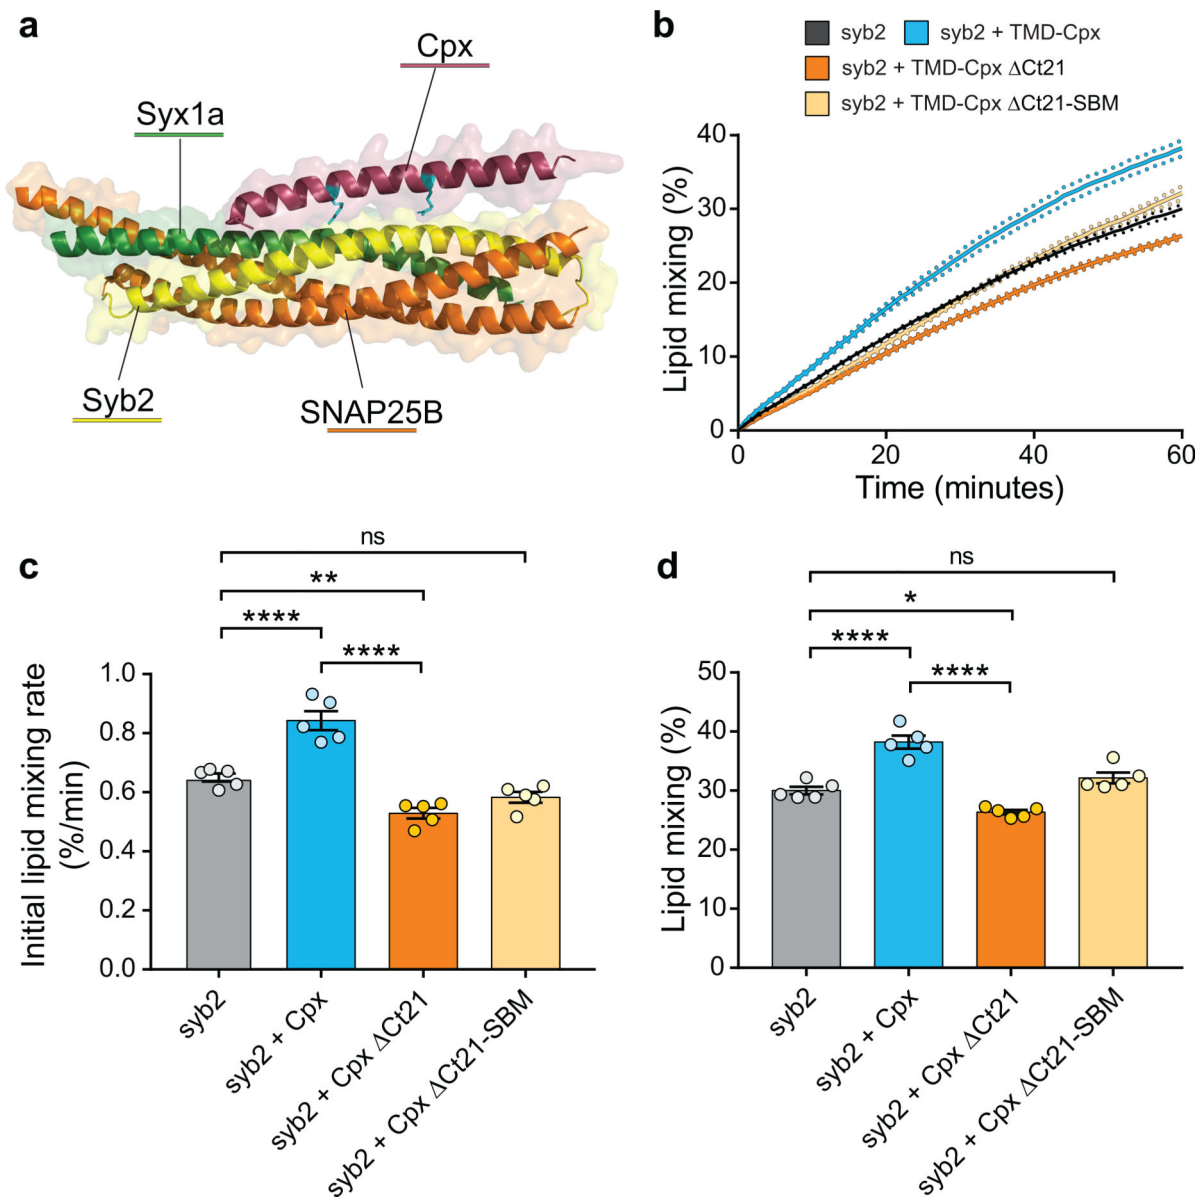 a
Cpx
Syx1a
Syb2
SNAP25B
b
syb2
syb2 + TMD-Cpx
syb2 + TMD-Cpx ΔCt21
syb2 + TMD-Cpx ΔCt21-SBM
40
30
20
10
0
Lipid mixing (%)
0
20
40
60
Time (minutes)
c
ns
**
****
****
1.0
0.8
0.6
0.4
0.2
0.0
Initial lipid mixing rate
(%/min)
syb2
syb2 + Cpx
syb2 + Cpx ΔCt21
syb2 + Cpx ΔCt21-SBM
d
ns
*
****
****
50
40
30
20
10
0
Lipid mixing (%)
syb2
syb2 + Cpx
syb2 + Cpx ΔCt21
syb2 + Cpx ΔCt21-SBM